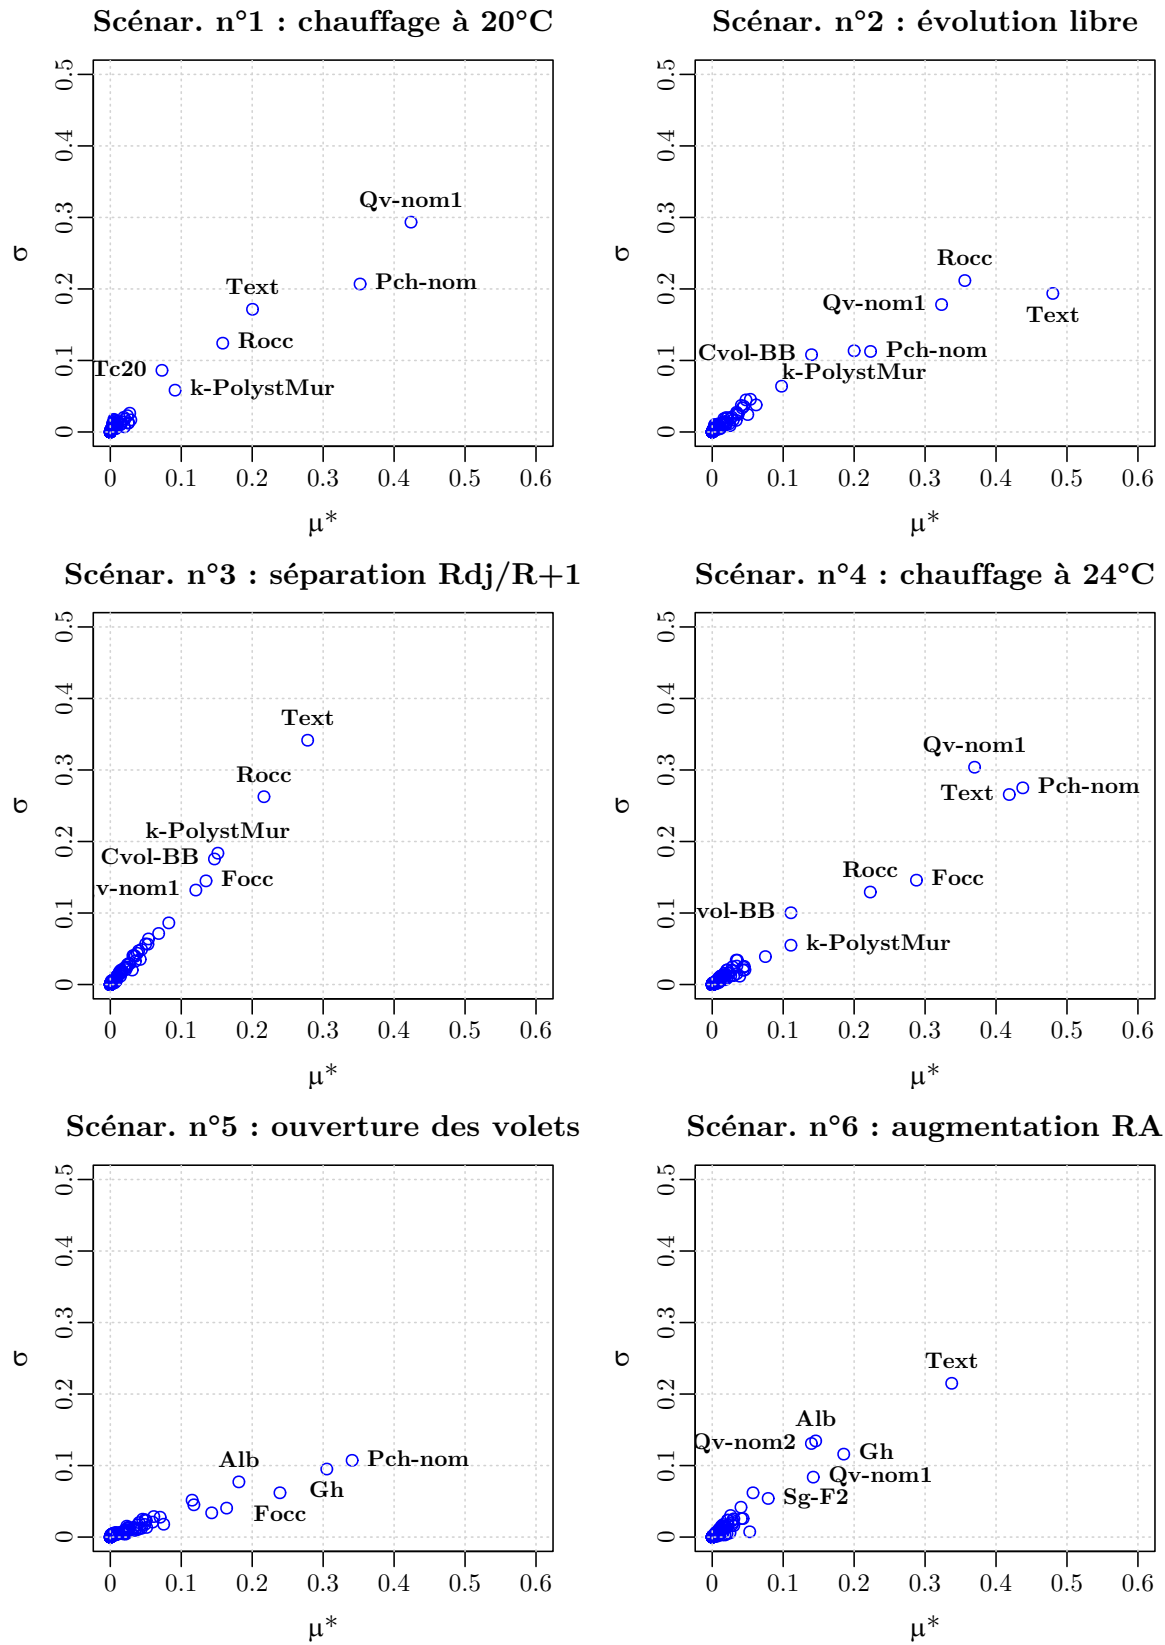 Scénar. n°1 : chauffage à 20°C
0.5
0.4
0.3
0.2
0.1
0
σ
Qv-nom1
Pch-nom
Text
Rocc
Tc20
k-PolystMur
0 0.1 0.2 0.3 0.4 0.5 0.6
μ*
Scénar. n°2 : évolution libre
0.5
0.4
0.3
0.2
0.1
0
σ
Rocc
Qv-nom1
Text
Cvol-BB
Pch-nom
k-PolystMur
0 0.1 0.2 0.3 0.4 0.5 0.6
μ*
Scénar. n°3 : séparation Rdj/R+1
0.5
0.4
0.3
0.2
0.1
0
σ
Text
Rocc
k-PolystMur
Cvol-BB
Focc
v-nom1
0 0.1 0.2 0.3 0.4 0.5 0.6
μ*
Scénar. n°4 : chauffage à 24°C
0.5
0.4
0.3
0.2
0.1
0
σ
Qv-nom1
Pch-nom
Text
Rocc
Focc
vol-BB
k-PolystMur
0 0.1 0.2 0.3 0.4 0.5 0.6
μ*
Scénar. n°5 : ouverture des volets
0.5
0.4
0.3
0.2
0.1
0
σ
Alb
Pch-nom
Gh
Focc
0 0.1 0.2 0.3 0.4 0.5 0.6
μ*
Scénar. n°6 : augmentation RA
0.5
0.4
0.3
0.2
0.1
0
σ
Text
Alb
Qv-nom2
Gh
Qv-nom1
Sg-F2
0 0.1 0.2 0.3 0.4 0.5 0.6
μ*